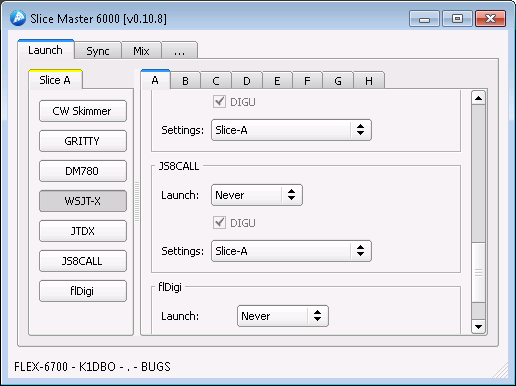 Slice Master 6000 [v0.10.8]
Launch Sync Mix ...
Slice A
CW Skimmer
GRITTY
DM780
WSJT-X
JTDX
JS8CALL
flDigi
A B C D E F G H
DIGU
Settings: Slice-A
JS8CALL
Launch: Never
DIGU
Settings: Slice-A
flDigi
Launch: Never
FLEX-6700 - K1DBO - . - BUGS